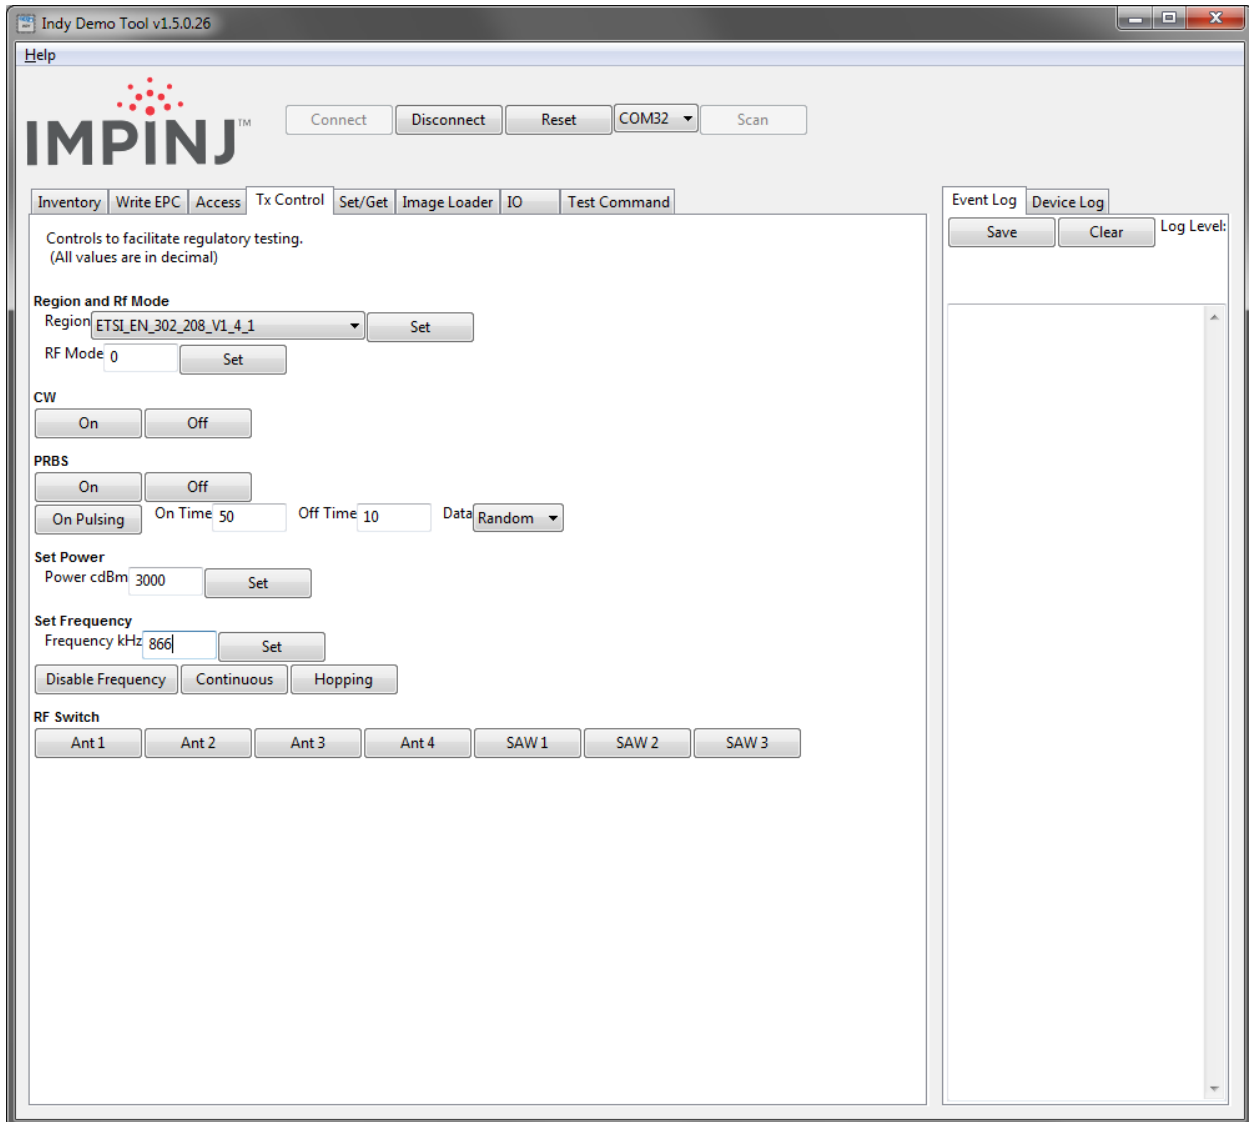 Indy Demo Tool v1.5.0.26
Help
IMPINJ™
Connect Disconnect Reset COM32 Scan
Inventory Write EPC Access Tx Control Set/Get Image Loader IO Test Command
Controls to facilitate regulatory testing.
(All values are in decimal)
Region and Rf Mode
Region ETSI_EN_302_208_V1_4_1 Set
RF Mode 0 Set
CW
On Off
PRBS
On Off
On Pulsing On Time 50 Off Time 10 Data Random
Set Power
Power cdBm 3000 Set
Set Frequency
Frequency kHz 866 Set
Disable Frequency Continuous Hopping
RF Switch
Ant 1 Ant 2 Ant 3 Ant 4 SAW 1 SAW 2 SAW 3
Event Log Device Log
Save Clear Log Level: